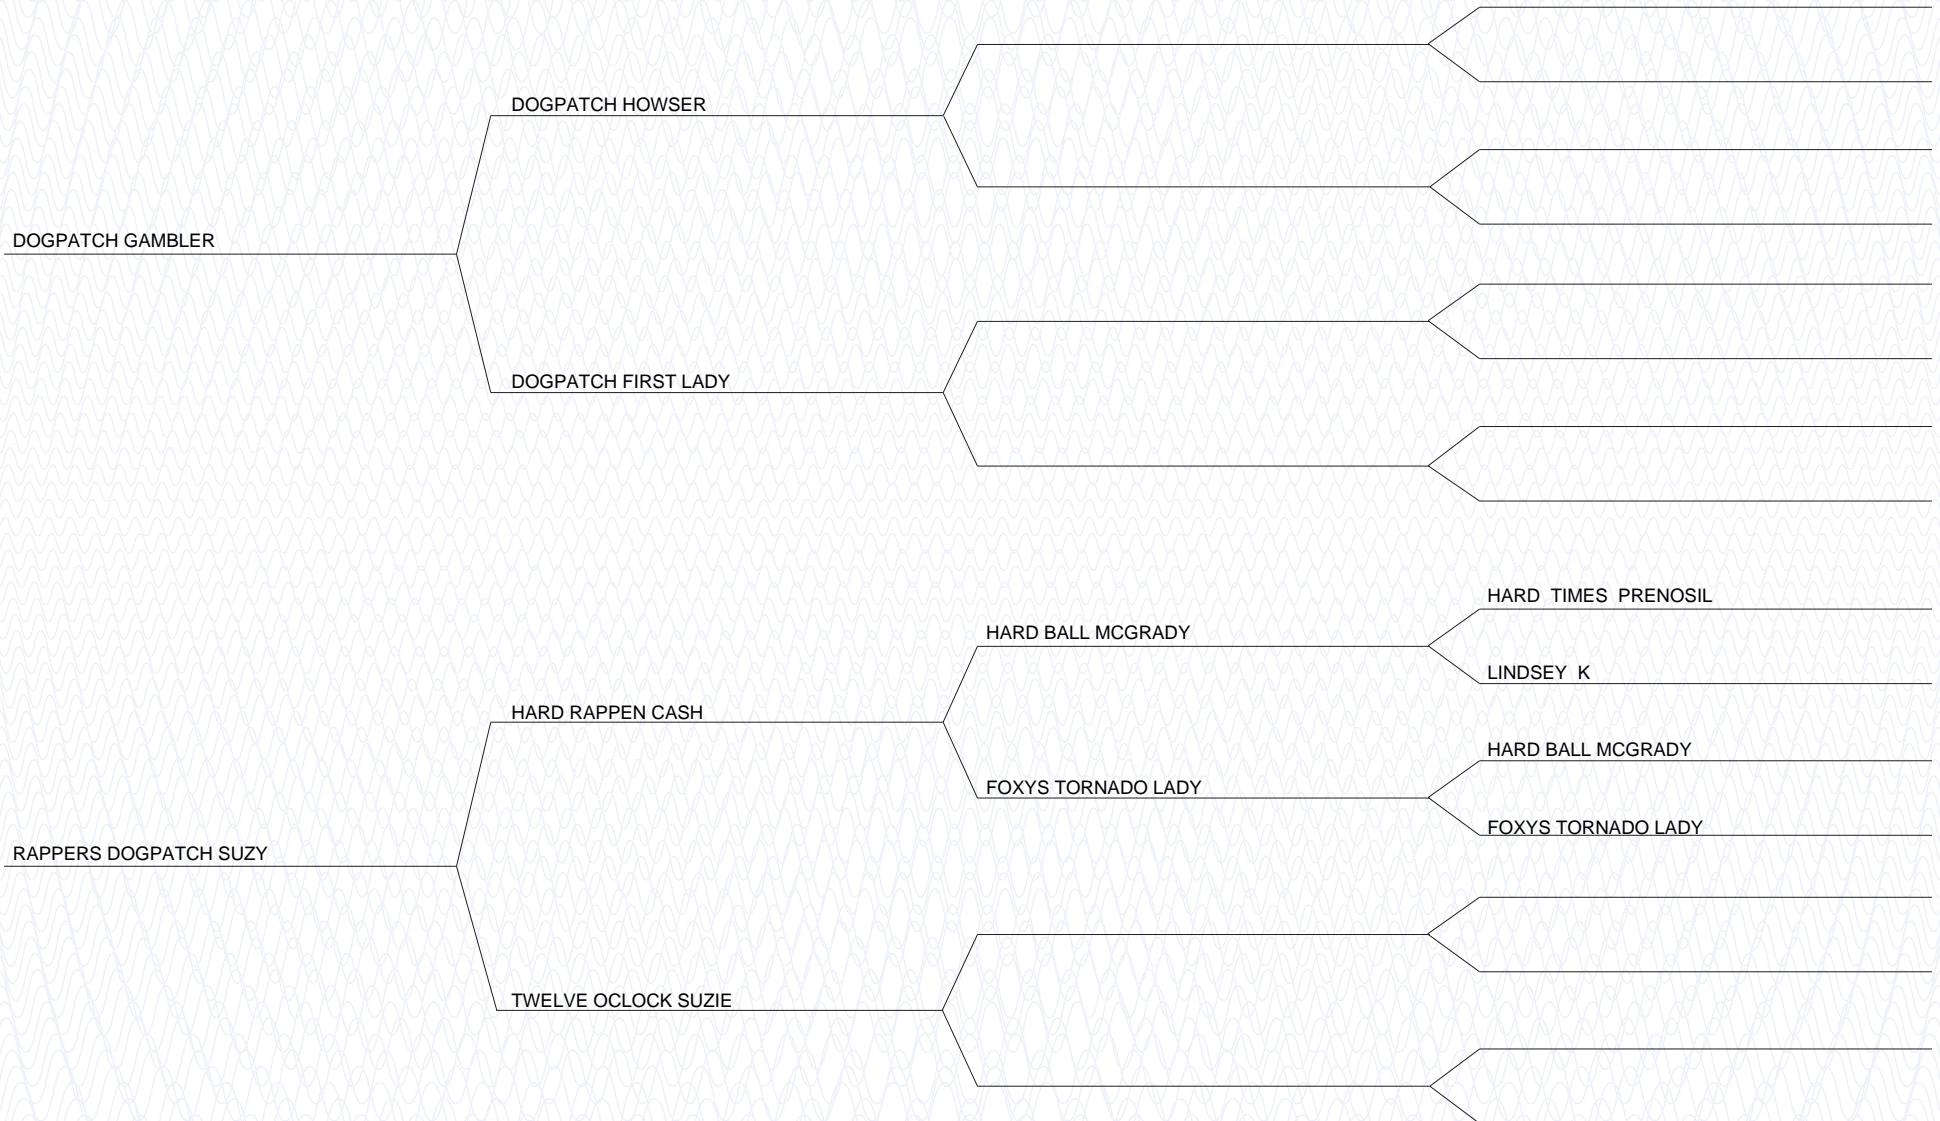 DOGPATCH HOWSER
DOGPATCH GAMBLER
DOGPATCH FIRST LADY
HARD  TIMES  PRENOSIL
HARD BALL MCGRADY
LINDSEY  K
HARD RAPPEN CASH
HARD BALL MCGRADY
FOXYS TORNADO LADY
FOXYS TORNADO LADY
RAPPERS DOGPATCH SUZY
TWELVE OCLOCK SUZIE